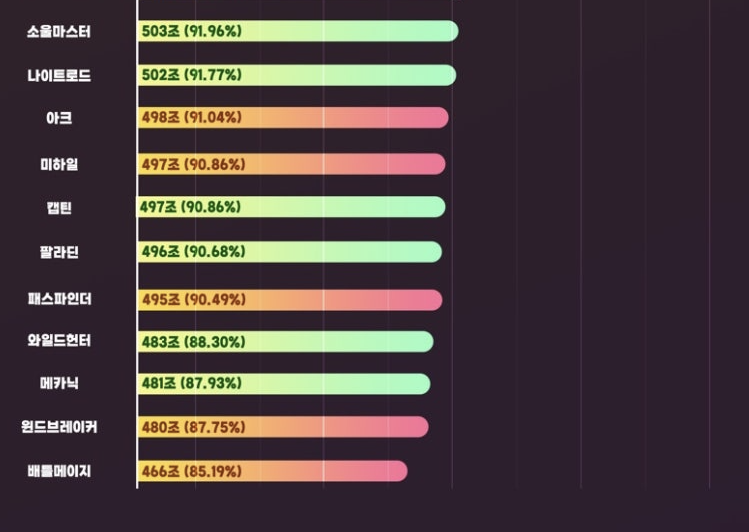 소울마스터 503조 (91.96%)
나이트로드 502조 (91.77%)
아크 498조 (91.04%)
미하일 497조 (90.86%)
캡틴 497조 (90.86%)
팔라딘 496조 (90.68%)
패스파인더 495조 (90.49%)
와일드헌터 483조 (88.30%)
메카닉 481조 (87.93%)
윈드브레이커 480조 (87.75%)
배틀메이지 466조 (85.19%)